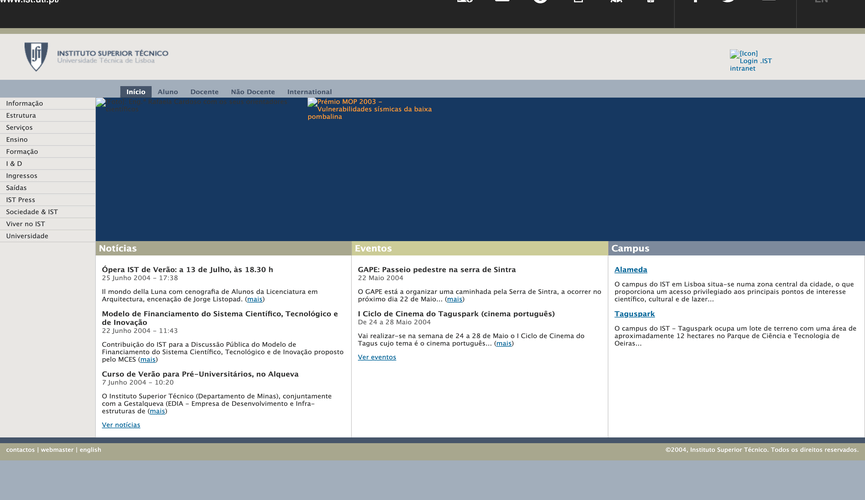 www.ist.utl.pt/
EN
INSTITUTO SUPERIOR TÉCNICO
Universidade Técnica de Lisboa
[Icon]
Login .IST
intranet
Início Aluno Docente Não Docente International
Informação
Estrutura
Serviços
Ensino
Formação
I & D
Ingressos
Saídas
IST Press
Sociedade & IST
Viver no IST
Universidade
Prémio MOP 2003 –
Vulnerabilidades sísmicas da baixa
pombalina
Notícias
Ópera IST de Verão: a 13 de Julho, às 18.30 h
25 Junho 2004 - 17:38
Il mondo della Luna com cenografia de Alunos da Licenciatura em
Arquitectura, encenação de Jorge Listopad. (mais)
Modelo de Financiamento do Sistema Científico, Tecnológico e
de Inovação
22 Junho 2004 - 11:43
Contribuição do IST para a Discussão Pública do Modelo de
Financiamento do Sistema Científico, Tecnológico e de Inovação proposto
pelo MCES (mais)
Curso de Verão para Pré-Universitários, no Alqueva
7 Junho 2004 - 10:20
O Instituto Superior Técnico (Departamento de Minas), conjuntamente
com a Gestalqueva (EDIA - Empresa de Desenvolvimento e Infra-
estruturas de (mais)
Ver notícias
Eventos
GAPE: Passeio pedestre na serra de Sintra
22 Maio 2004
O GAPE está a organizar uma caminhada pela Serra de Sintra, a ocorrer no
próximo dia 22 de Maio... (mais)
I Ciclo de Cinema do Taguspark (cinema português)
De 24 a 28 Maio 2004
Vai realizar-se na semana de 24 a 28 de Maio o I Ciclo de Cinema do
Tagus cujo tema é o cinema português... (mais)
Ver eventos
Campus
Alameda
O campus do IST em Lisboa situa-se numa zona central da cidade, o que
proporciona um acesso privilegiado aos principais pontos de interesse
científico, cultural e de lazer...
Taguspark
O campus do IST - Taguspark ocupa um lote de terreno com uma área de
aproximadamente 12 hectares no Parque de Ciência e Tecnologia de
Oeiras...
contactos | webmaster | english
©2004, Instituto Superior Técnico. Todos os direitos reservados.